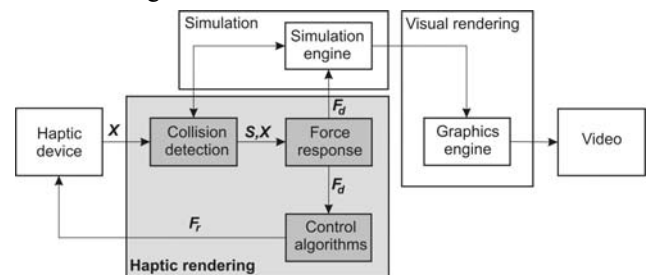 Simulation
Visual rendering
Simulation
engine
F_d
Haptic
device
X
Collision
detection
S,X
Force
response
Graphics
engine
Video
F_d
F_r
Control
algorithms
Haptic rendering